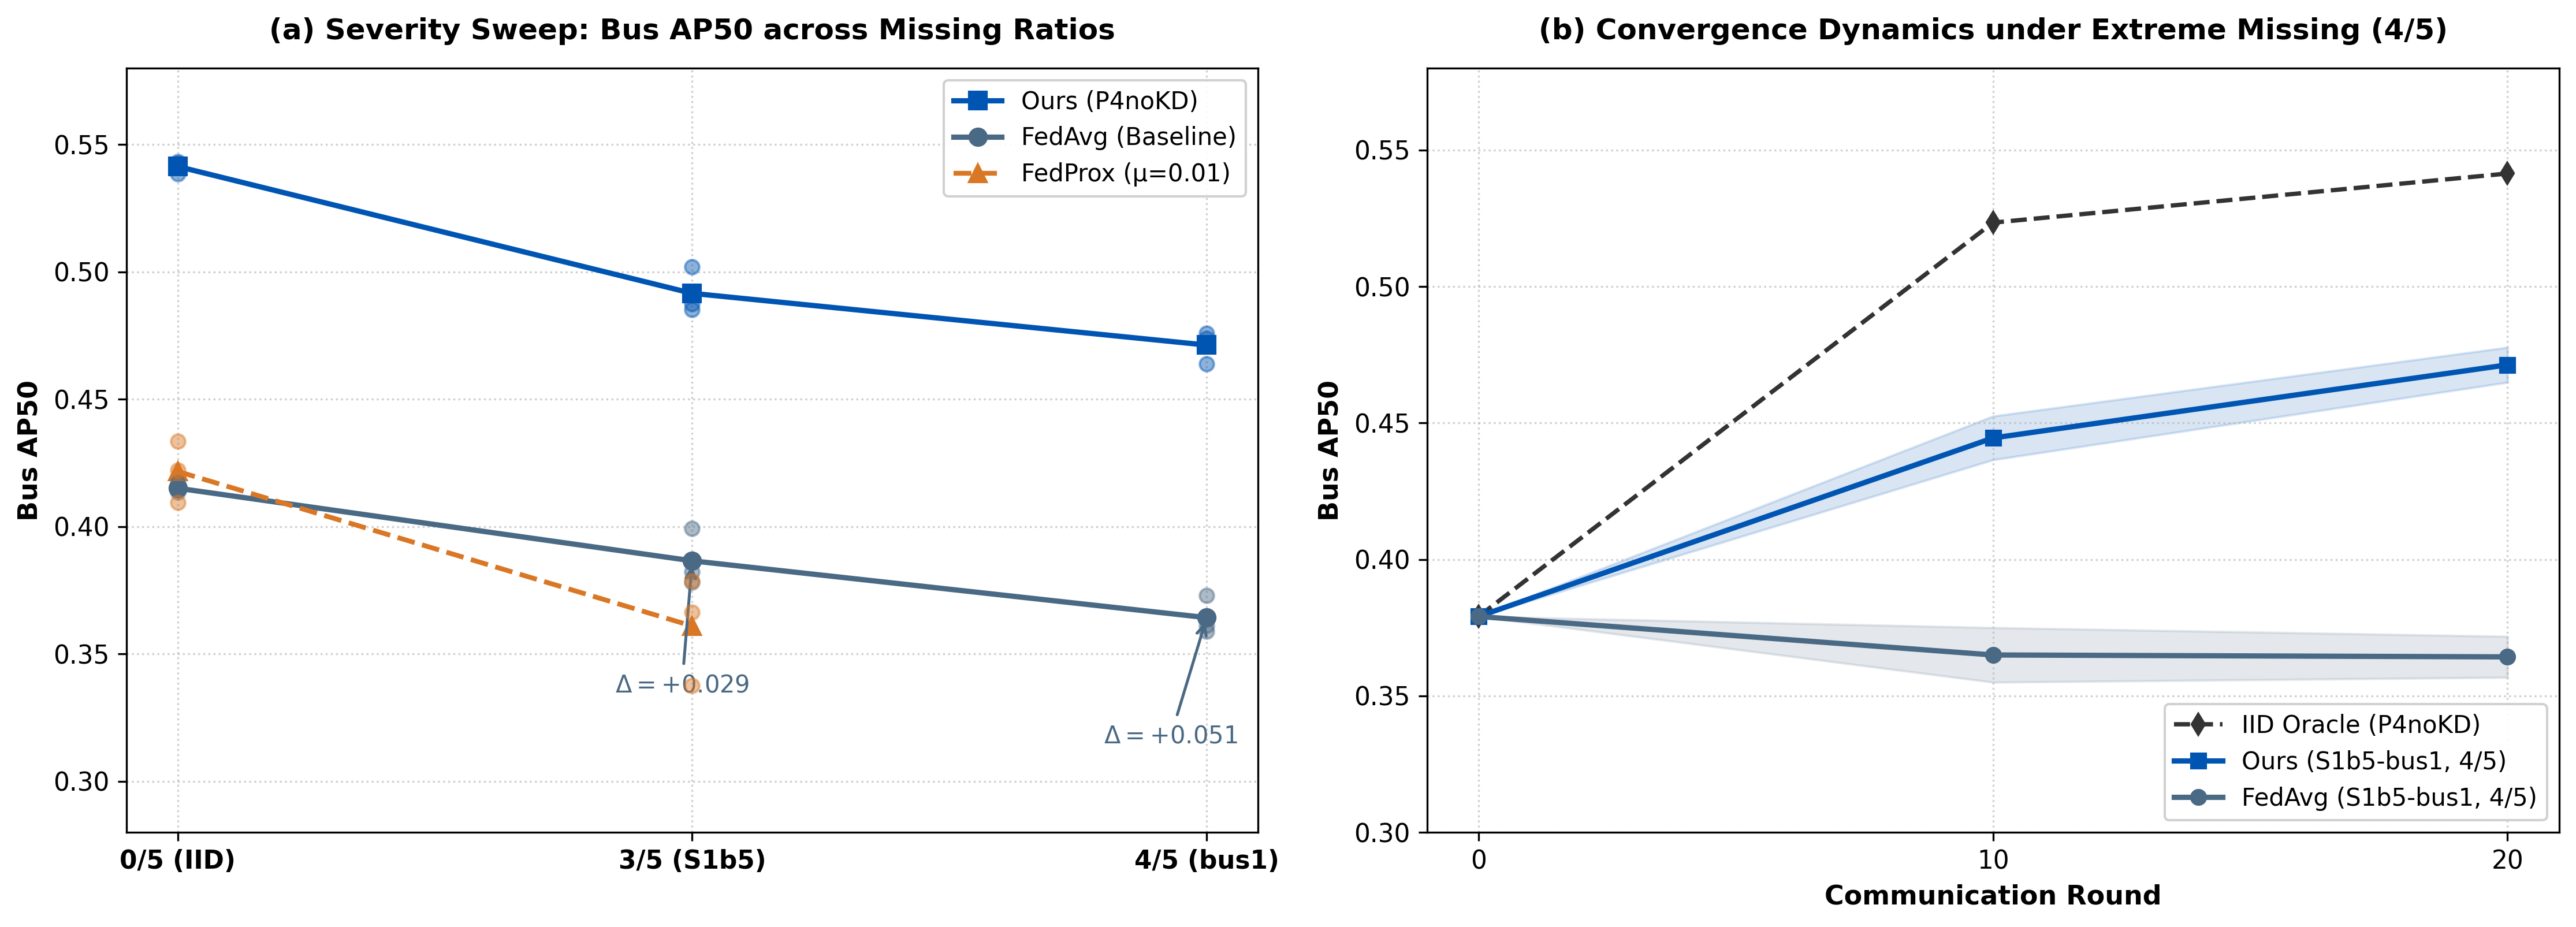 (a) Severity Sweep: Bus AP50 across Missing Ratios
Bus AP50
0.55
0.50
0.45
0.40
0.35
0.30
0/5 (IID)
3/5 (S1b5)
4/5 (bus1)
Ours (P4noKD)
FedAvg (Baseline)
FedProx (μ=0.01)
Δ = +0.029
Δ = +0.051
(b) Convergence Dynamics under Extreme Missing (4/5)
Bus AP50
0.55
0.50
0.45
0.40
0.35
0.30
0
10
20
Communication Round
IID Oracle (P4noKD)
Ours (S1b5-bus1, 4/5)
FedAvg (S1b5-bus1, 4/5)